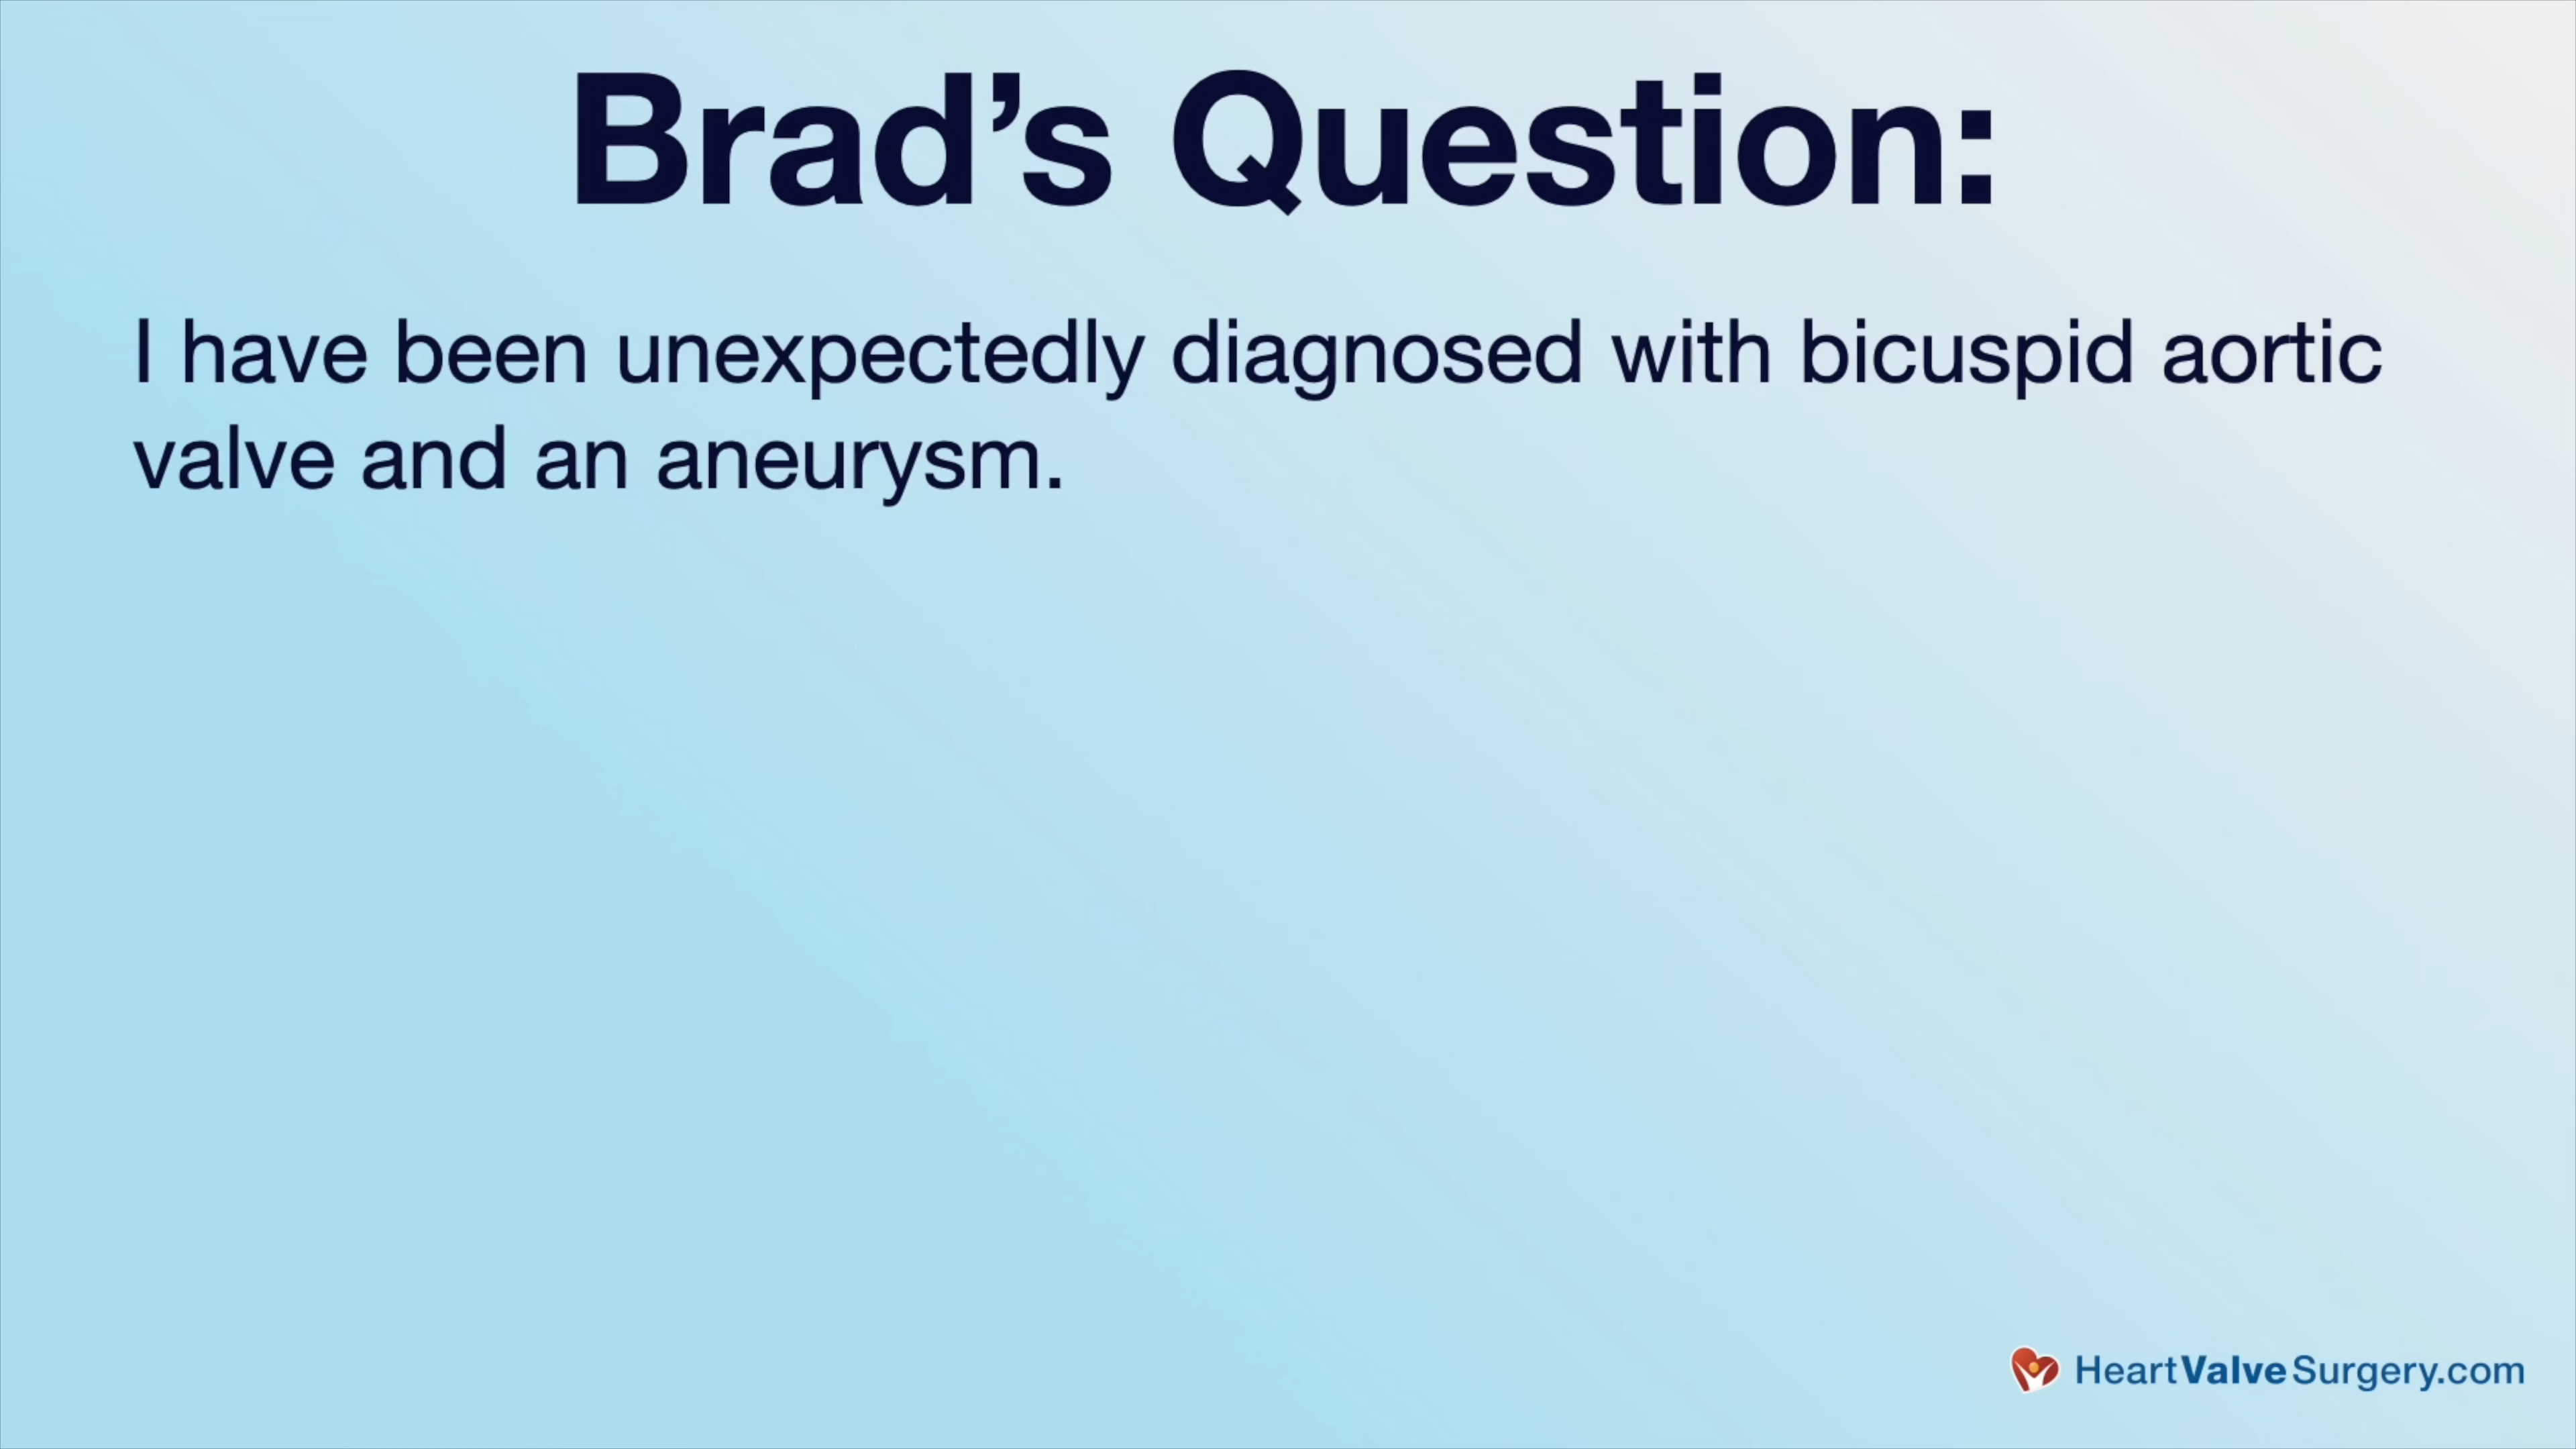 Brad’s Question:
I have been unexpectedly diagnosed with bicuspid aortic
valve and an aneurysm.
HeartValveSurgery.com